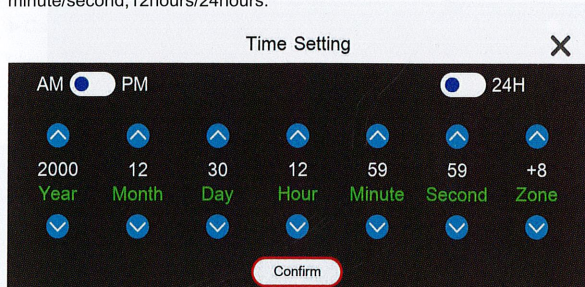 minute/second,12hours/24hours.
Time Setting
AM PM 24H
2000 12 30 12 59 59 +8
Year Month Day Hour Minute Second Zone
Confirm